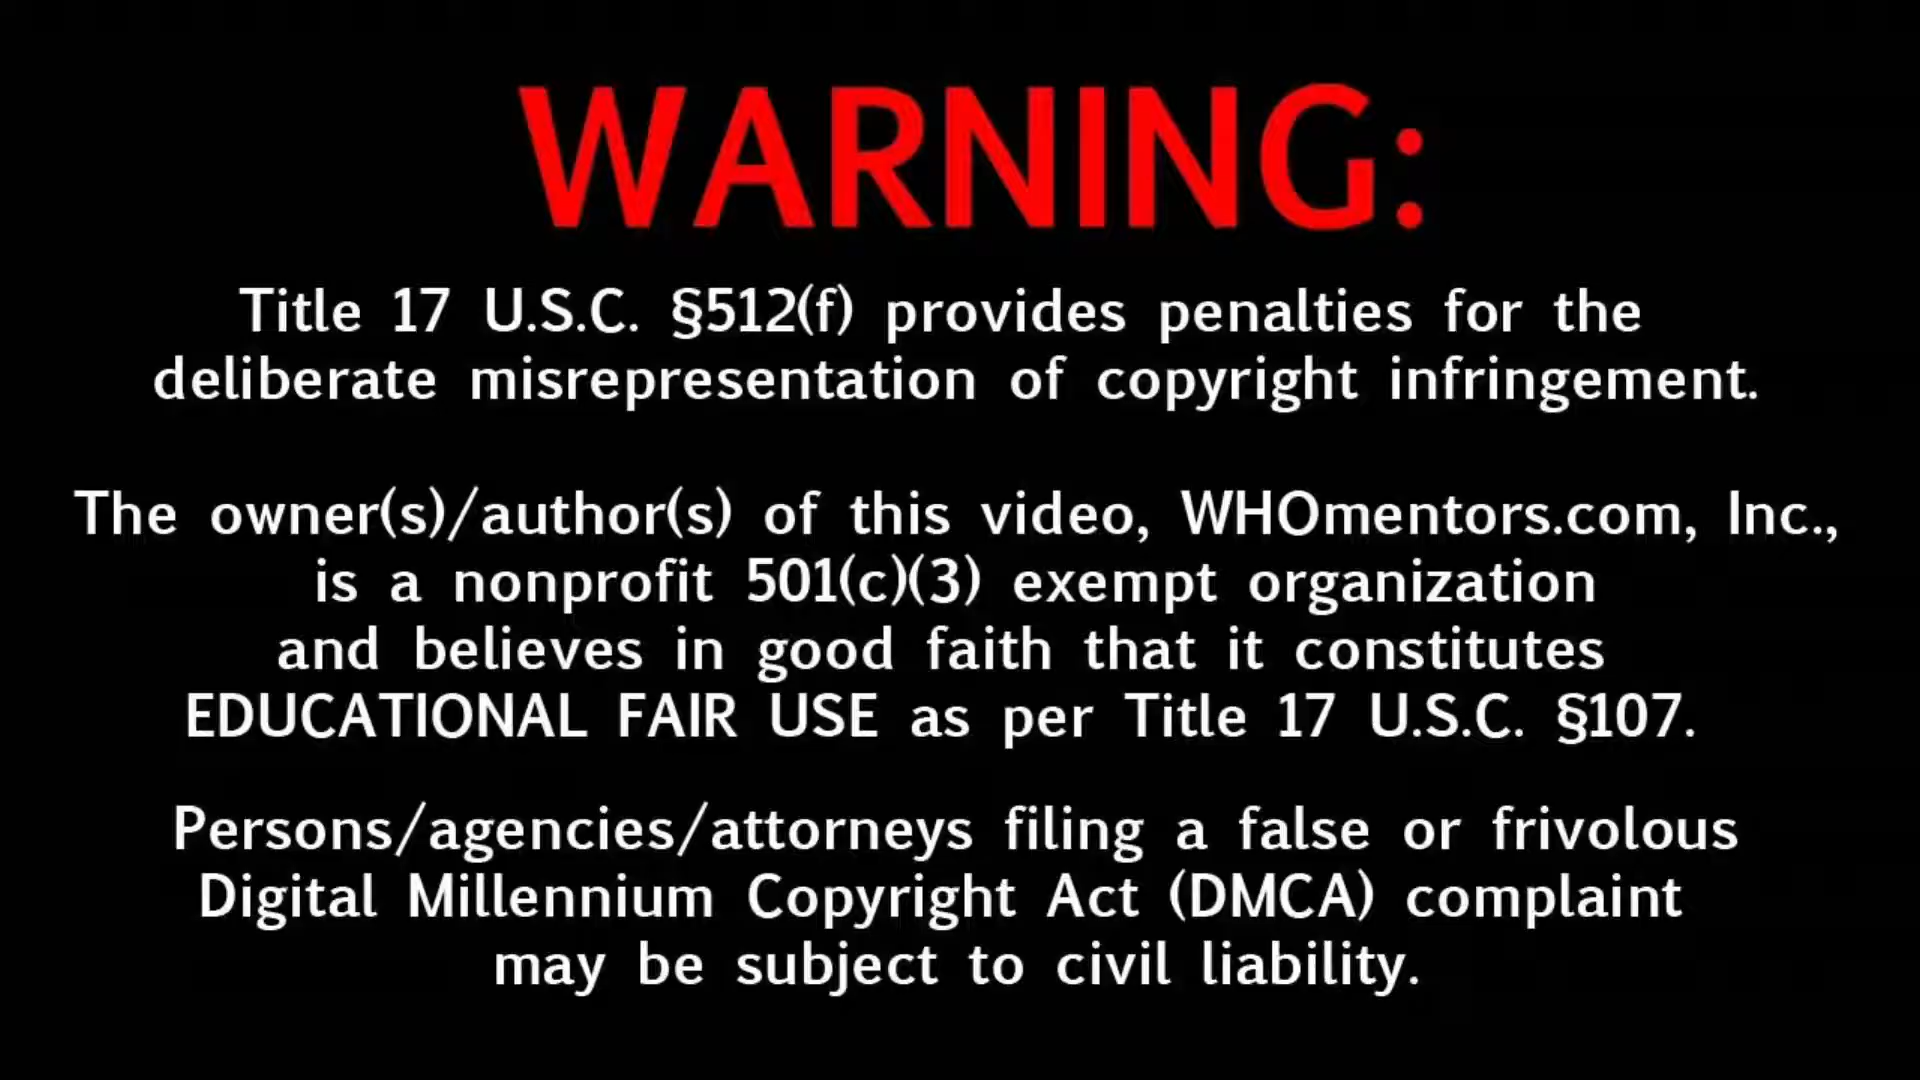 WARNING:
Title 17 U.S.C. §512(f) provides penalties for the
deliberate misrepresentation of copyright infringement.
The owner(s)/author(s) of this video, WHOmentors.com, Inc.,
is a nonprofit 501(c)(3) exempt organization
and believes in good faith that it constitutes
EDUCATIONAL FAIR USE as per Title 17 U.S.C. §107.
Persons/agencies/attorneys filing a false or frivolous
Digital Millennium Copyright Act (DMCA) complaint
may be subject to civil liability.